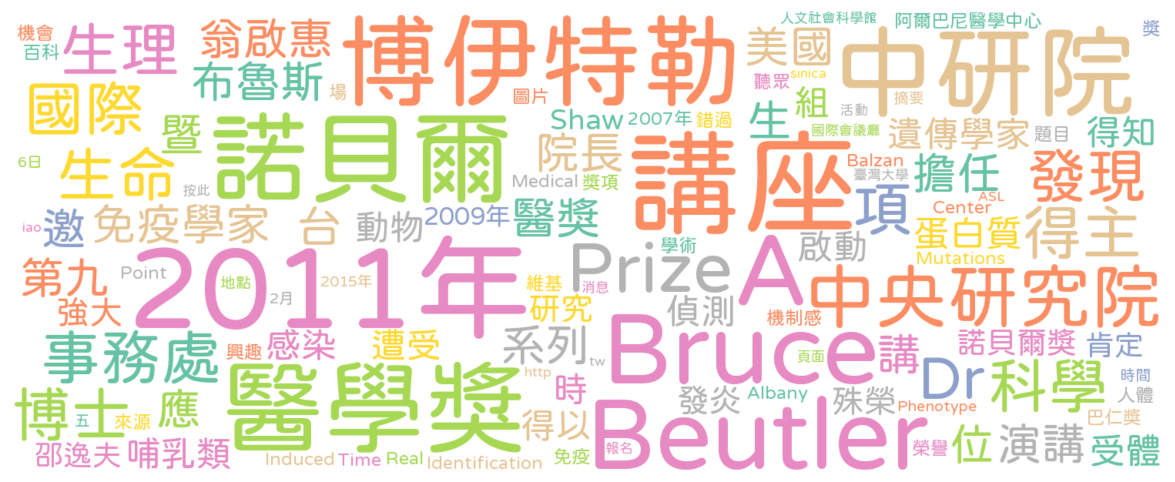 機會
百科
生理
翁啟惠
布魯斯
博伊特勒
人文社會科學館
阿爾巴尼醫學中心
獎
美國
中研院
聽眾
sinica
摘要
活動
國際
暨
諾貝爾
場
圖片
Shaw
2007年
錯過
生
組
國際會議廳
遺傳學家
題目
得知
6日
生命
按此
院長
Medical
獎項
講座
Balzan
臺灣大學
擔任
發現
ASL
Center
iao
邀
免疫學家
台
動物
2009年
醫獎
學術
項
蛋白質
Mutations
得主
第九
Point
2011年
地點
2月
2015年
維基
Prize
消息
A
啟動
中央研究院
強大
研究
偵測
機制感
事務處
興趣
感染
遭受
系列
http
tw
Bruce
頁面
講
諾貝爾獎
肯定
博士
五
來源
應
醫學獎
時
得以
發炎
Albany
殊榮
Dr
Phenotype
科學
時間
人體
巴仁獎
邵逸夫
哺乳類
Induced
Time
Real
Identification
免疫
報名
Beutler
榮譽
位
演講
受體